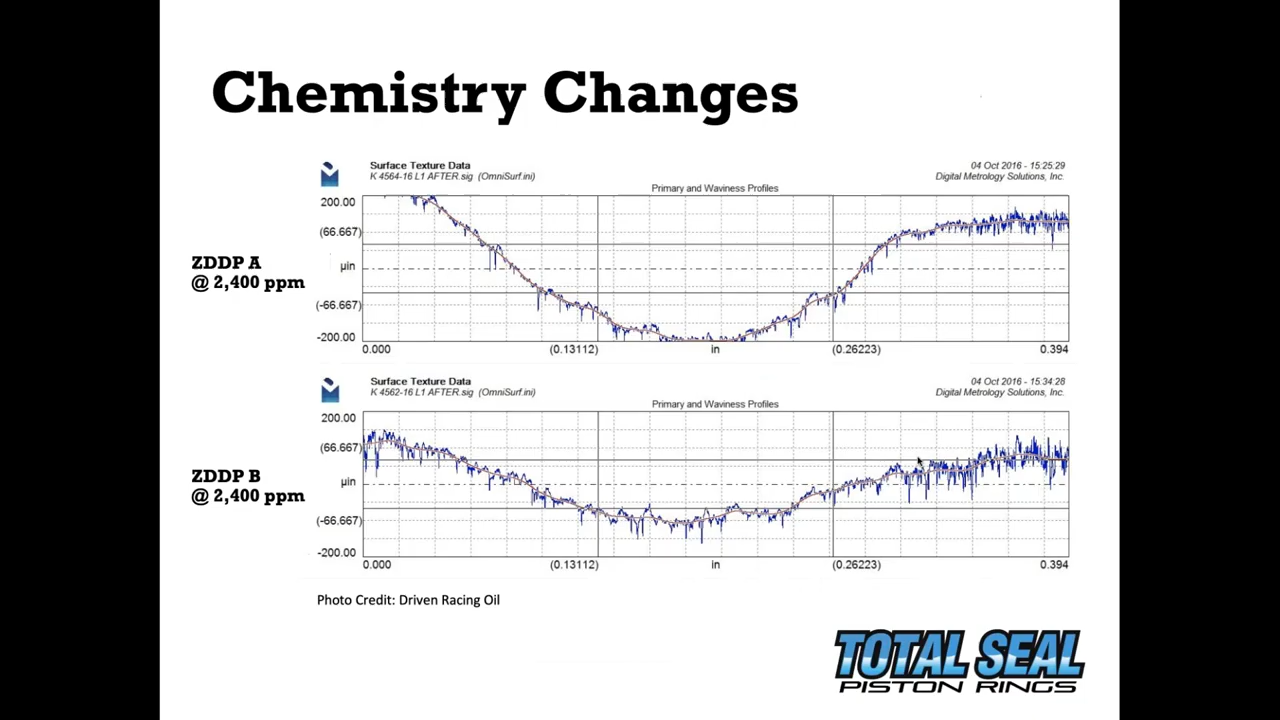 Chemistry Changes
Surface Texture Data
K 4564-16 L1 AFTER.sig (OmniSurf.ini)
04 Oct 2016 - 15:25:29
Digital Metrology Solutions, Inc.
Primary and Waviness Profiles
ZDDP A
@ 2,400 ppm
200.00
(66.667)
µin
(-66.667)
-200.00
0.000 (0.13112) in (0.26223) 0.394
Surface Texture Data
K 4562-16 L1 AFTER.sig (OmniSurf.ini)
04 Oct 2016 - 15:34:28
Digital Metrology Solutions, Inc.
Primary and Waviness Profiles
ZDDP B
@ 2,400 ppm
200.00
(66.667)
µin
(-66.667)
-200.00
0.000 (0.13112) in (0.26223) 0.394
Photo Credit: Driven Racing Oil
TOTAL SEAL
PISTON RINGS